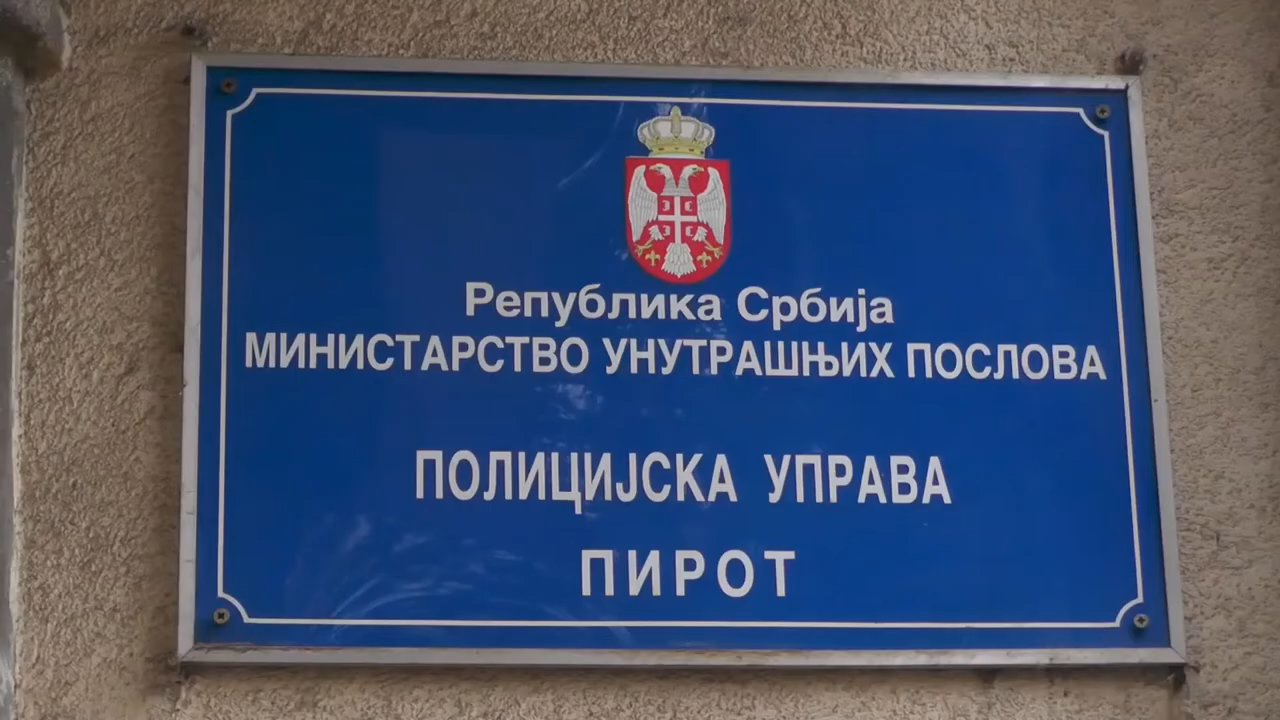 Република Србија
МИНИСТАРСТВО УНУТРАШЊИХ ПОСЛОВА
ПОЛИЦИЈСКА УПРАВА
ПИРОТ